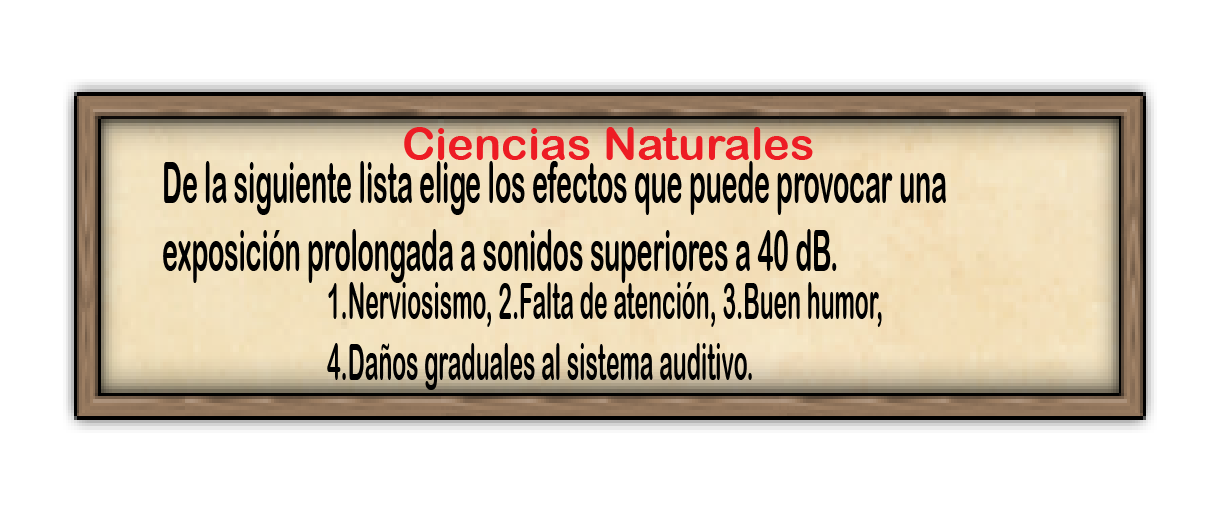 Ciencias Naturales
De la siguiente lista elige los efectos que puede provocar una
exposición prolongada a sonidos superiores a 40 dB.
1.Nerviosismo, 2.Falta de atención, 3.Buen humor,
4.Daños graduales al sistema auditivo.